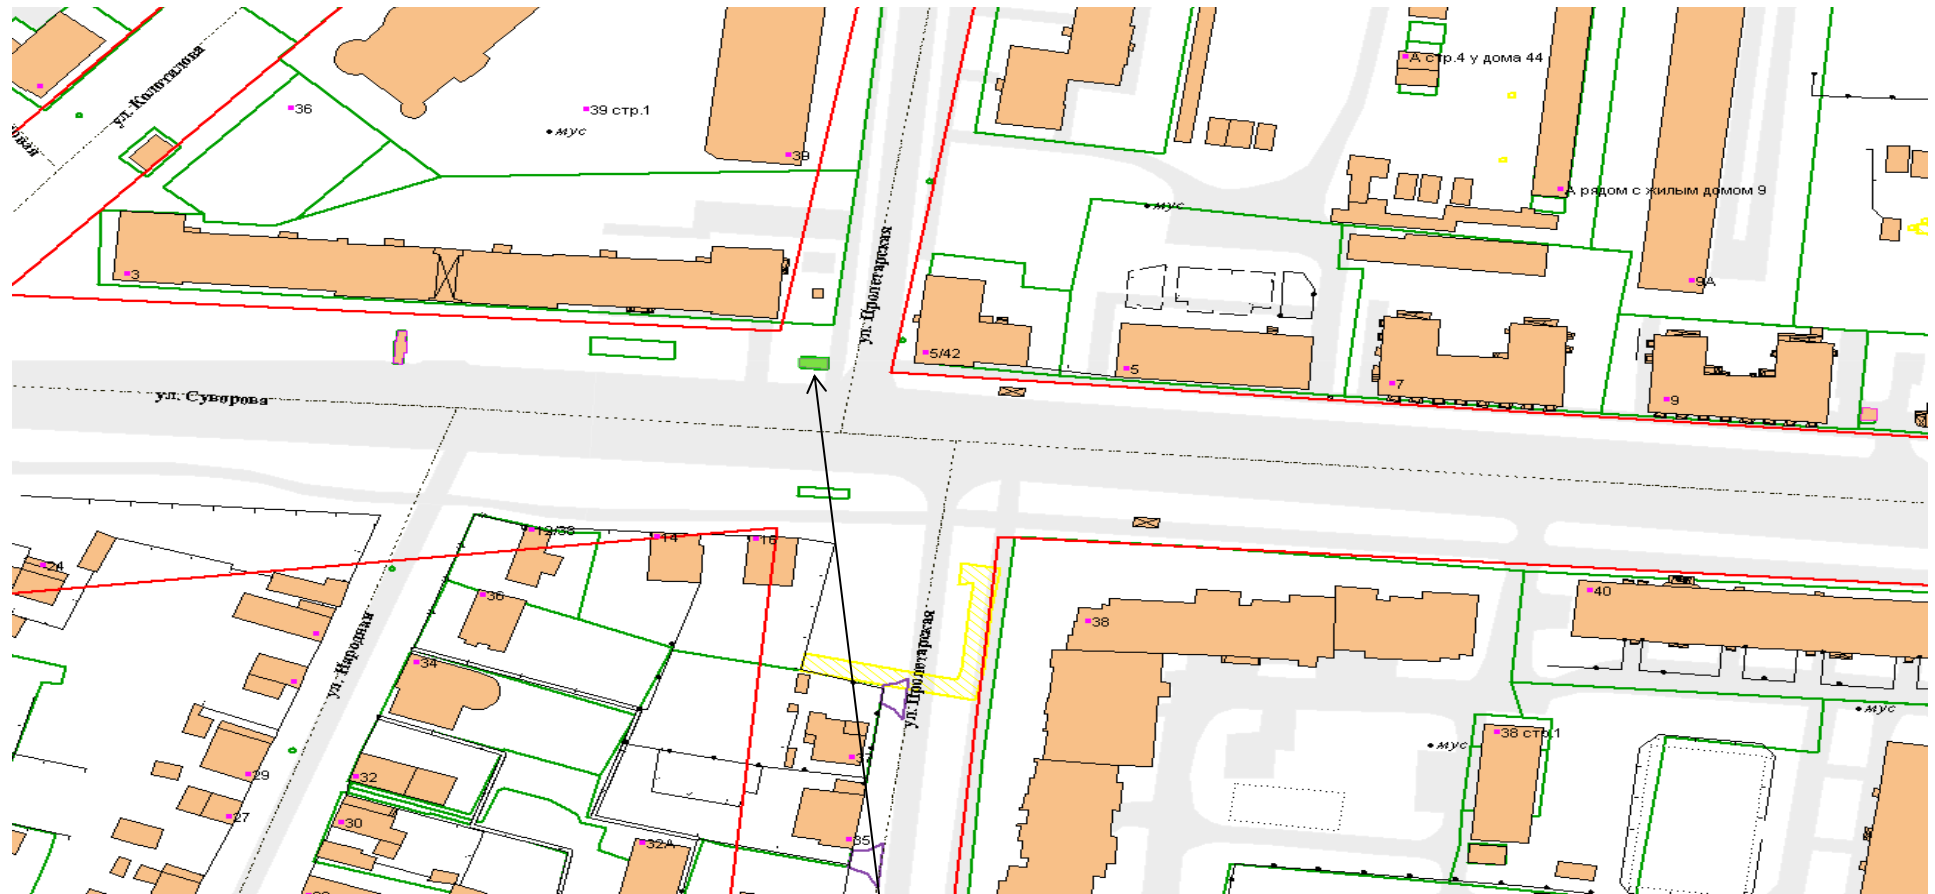 А стр.4 у дома 44
ул. Колоталова
36
39 стр.1
мус
39
А рядом с жилым домом 9
мус
3
ул. Пролетарская
9А
5/42
5
7
9
ул. Суворова
12/38
14
16
24
36
40
38
ул. Народная
34
ул. Пролетарская
мус
38 стр.1
мус
29
32
27
30
35
32А